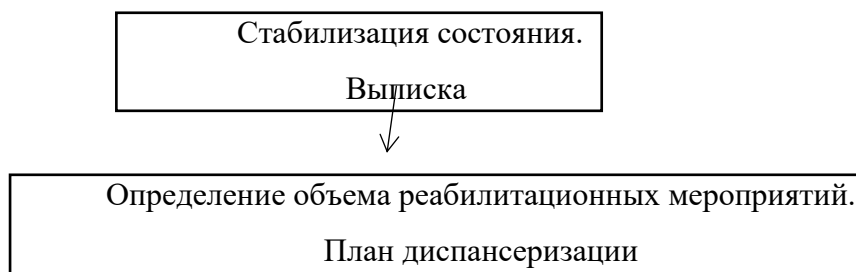 Стабилизация состояния.
Выписка
Определение объема реабилитационных мероприятий.
План диспансеризации